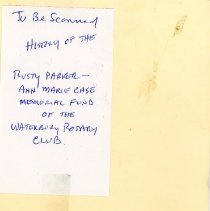 To Be Scanned
History of the
Rusty Parker -
Ann Marie Case
Memorial Fund
of the
Waterbury Rotary
Club.